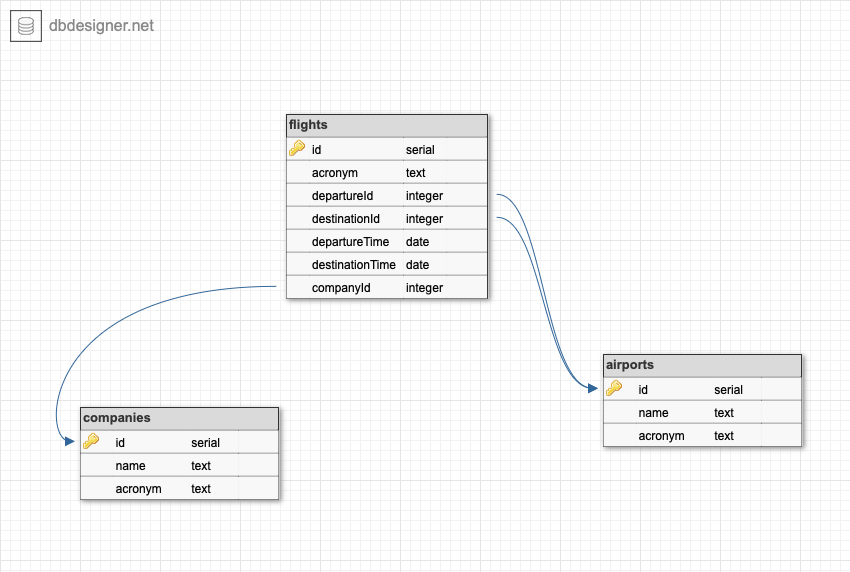 dbdesigner.net
flights
id serial
acronym text
departureId integer
destinationId integer
departureTime date
destinationTime date
companyId integer
airports
id serial
name text
acronym text
companies
id serial
name text
acronym text